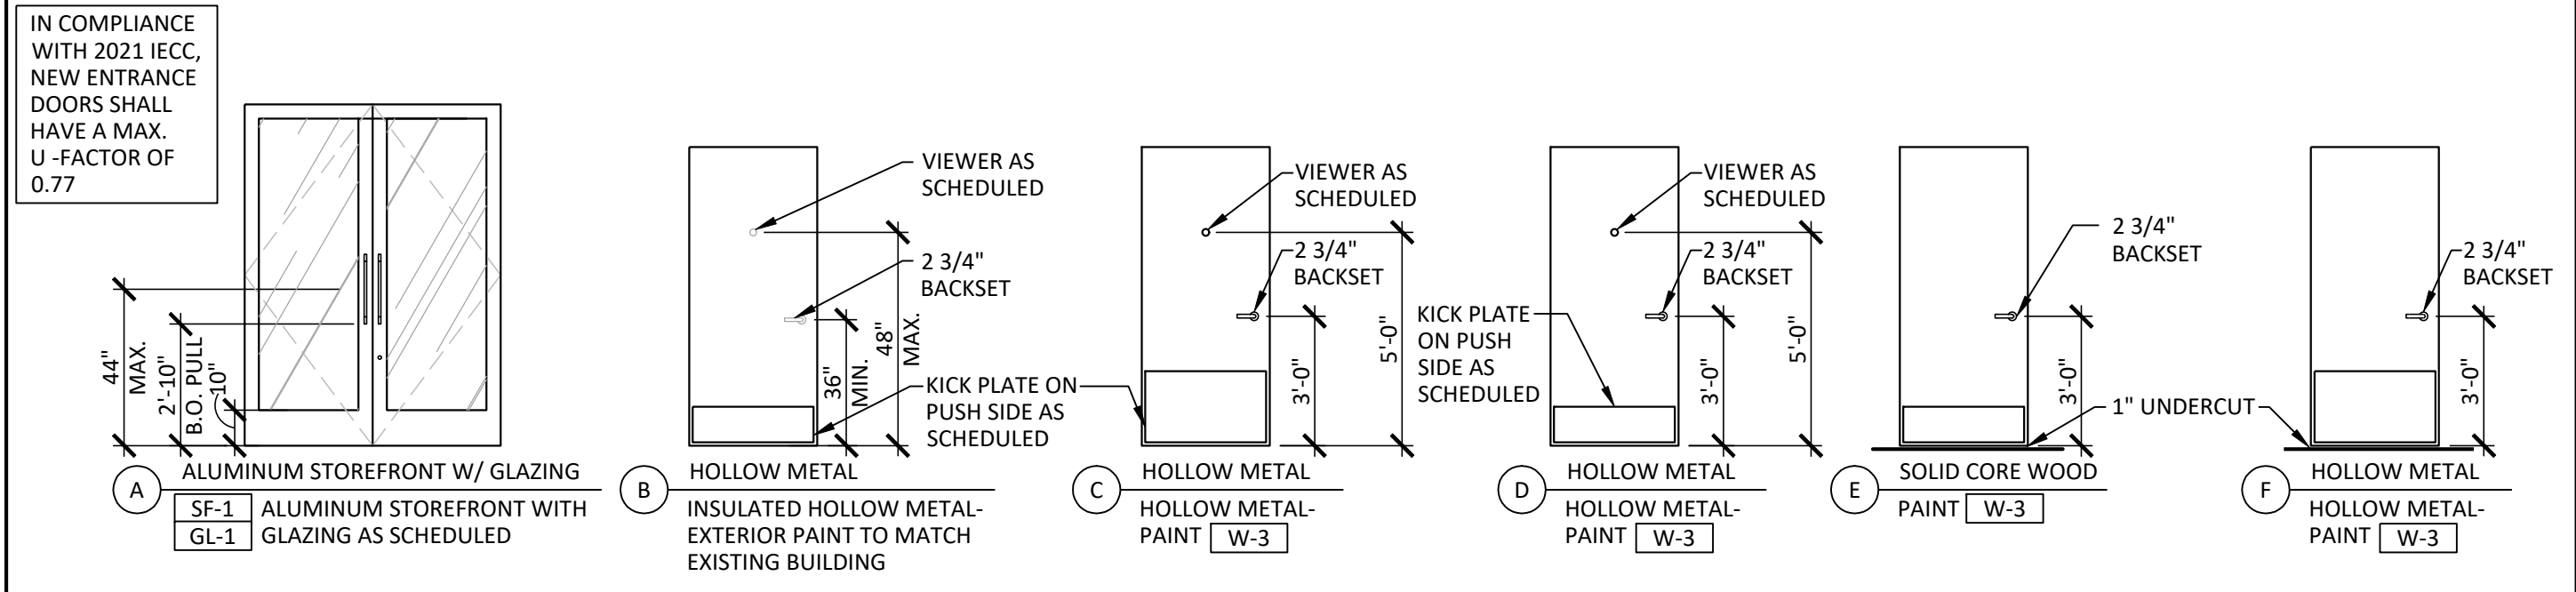 IN COMPLIANCE
WITH 2021 IECC,
NEW ENTRANCE
DOORS SHALL
HAVE A MAX.
U -FACTOR OF
0.77
44"
MAX.
2'-10"
B.O. PULL
10"
A
ALUMINUM STOREFRONT W/ GLAZING
SF-1
GL-1
ALUMINUM STOREFRONT WITH
GLAZING AS SCHEDULED
VIEWER AS
SCHEDULED
2 3/4"
BACKSET
36"
MIN.
48"
MAX.
KICK PLATE ON
PUSH SIDE AS
SCHEDULED
B
HOLLOW METAL
INSULATED HOLLOW METAL-
EXTERIOR PAINT TO MATCH
EXISTING BUILDING
VIEWER AS
SCHEDULED
2 3/4"
BACKSET
3'-0"
5'-0"
C
HOLLOW METAL
HOLLOW METAL-
PAINT W-3
VIEWER AS
SCHEDULED
2 3/4"
BACKSET
KICK PLATE
ON PUSH
SIDE AS
SCHEDULED
3'-0"
5'-0"
D
HOLLOW METAL
HOLLOW METAL-
PAINT W-3
2 3/4"
BACKSET
3'-0"
1" UNDERCUT
E
SOLID CORE WOOD
PAINT W-3
2 3/4"
BACKSET
3'-0"
F
HOLLOW METAL
HOLLOW METAL-
PAINT W-3